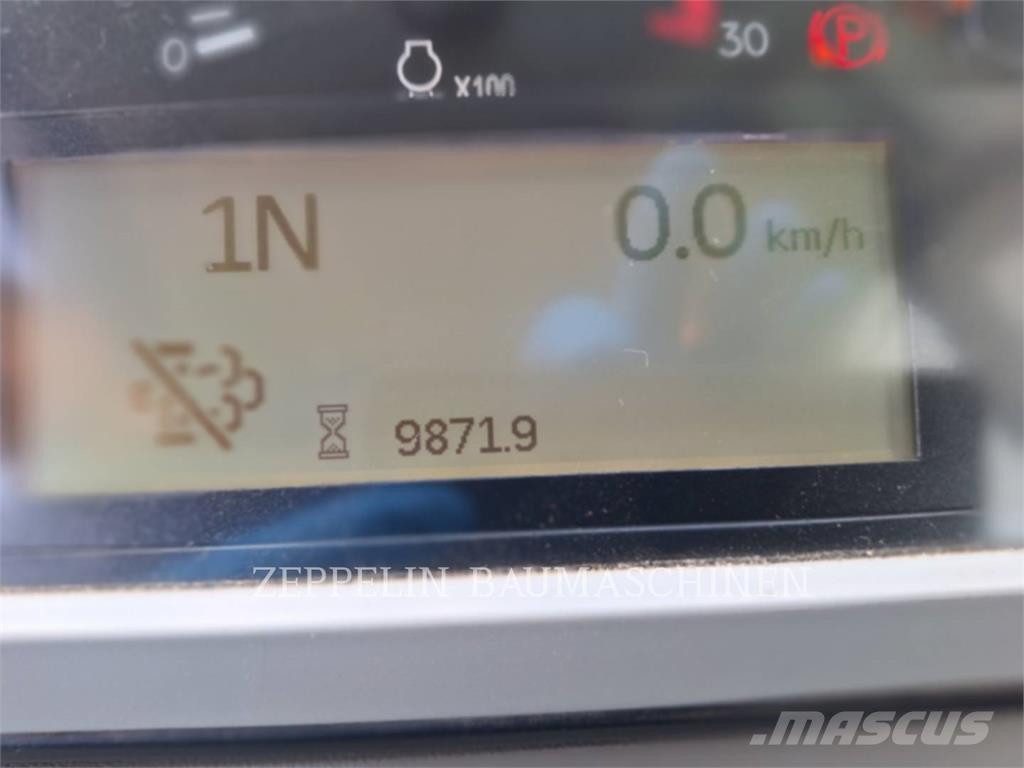 0 X100 30 P
1N 0.0 km/h
9871.9
ZEPPELIN BAUMASCHINEN
MASCUS